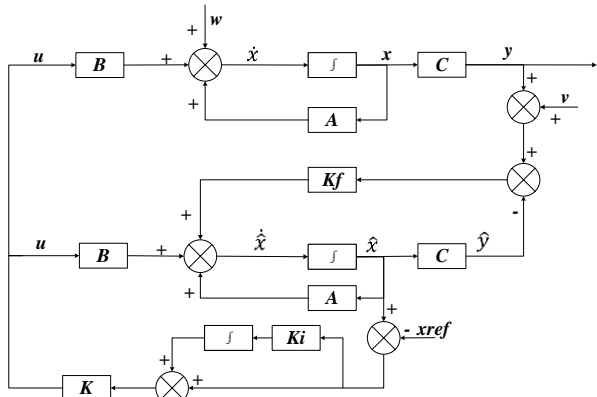 w
+
u
B
+
ẋ
∫
x
C
y
+
+
A
v
+
+
Kf
-
+
u
B
+
x̂̇
∫
x̂
C
ŷ
+
A
+
- xref
∫
Ki
+
+
K